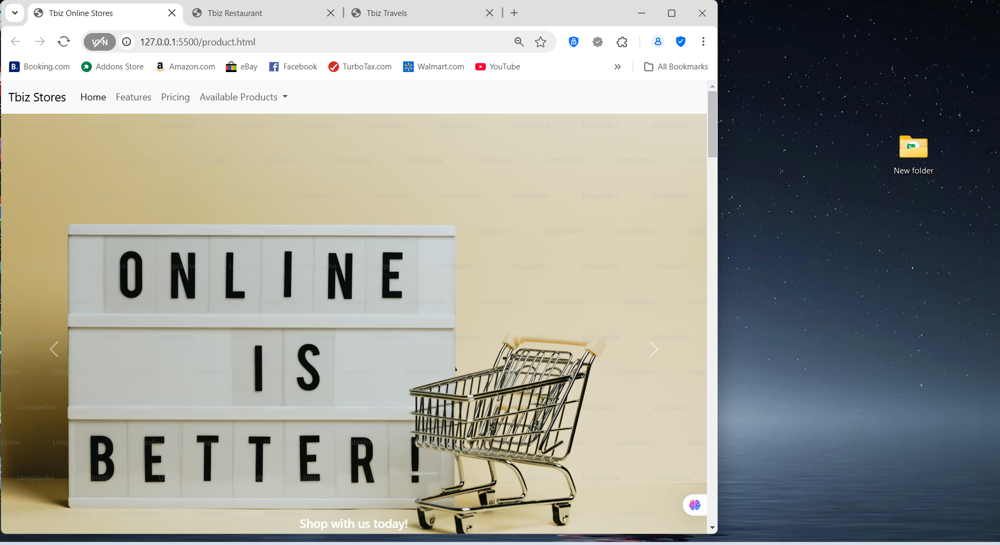 Tbiz Online Stores
Tbiz Restaurant
Tbiz Travels
VPN
127.0.0.1:5500/product.html
B. Booking.com
Addons Store
a Amazon.com
eBay
f Facebook
TurboTax.com
Walmart.com
YouTube
All Bookmarks
Tbiz Stores Home Features Pricing Available Products
ONLINE
IS
BETTER!
Unsplash+
Shop with us today!
S
New folder